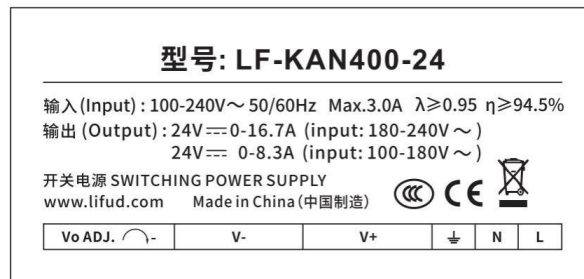 型号: LF-KAN400-24
输入(Input) : 100-240V～ 50/60Hz Max.3.0A λ≥0.95 η≥94.5%
输出 (Output) : 24V⎓0-16.7A (input: 180-240V～)
24V⎓ 0-8.3A (input: 100-180V～)
开关电源 SWITCHING POWER SUPPLY
www.lifud.com Made in China (中国制造)
CCC CE
Vo ADJ. - V- V+ ⏚ N L